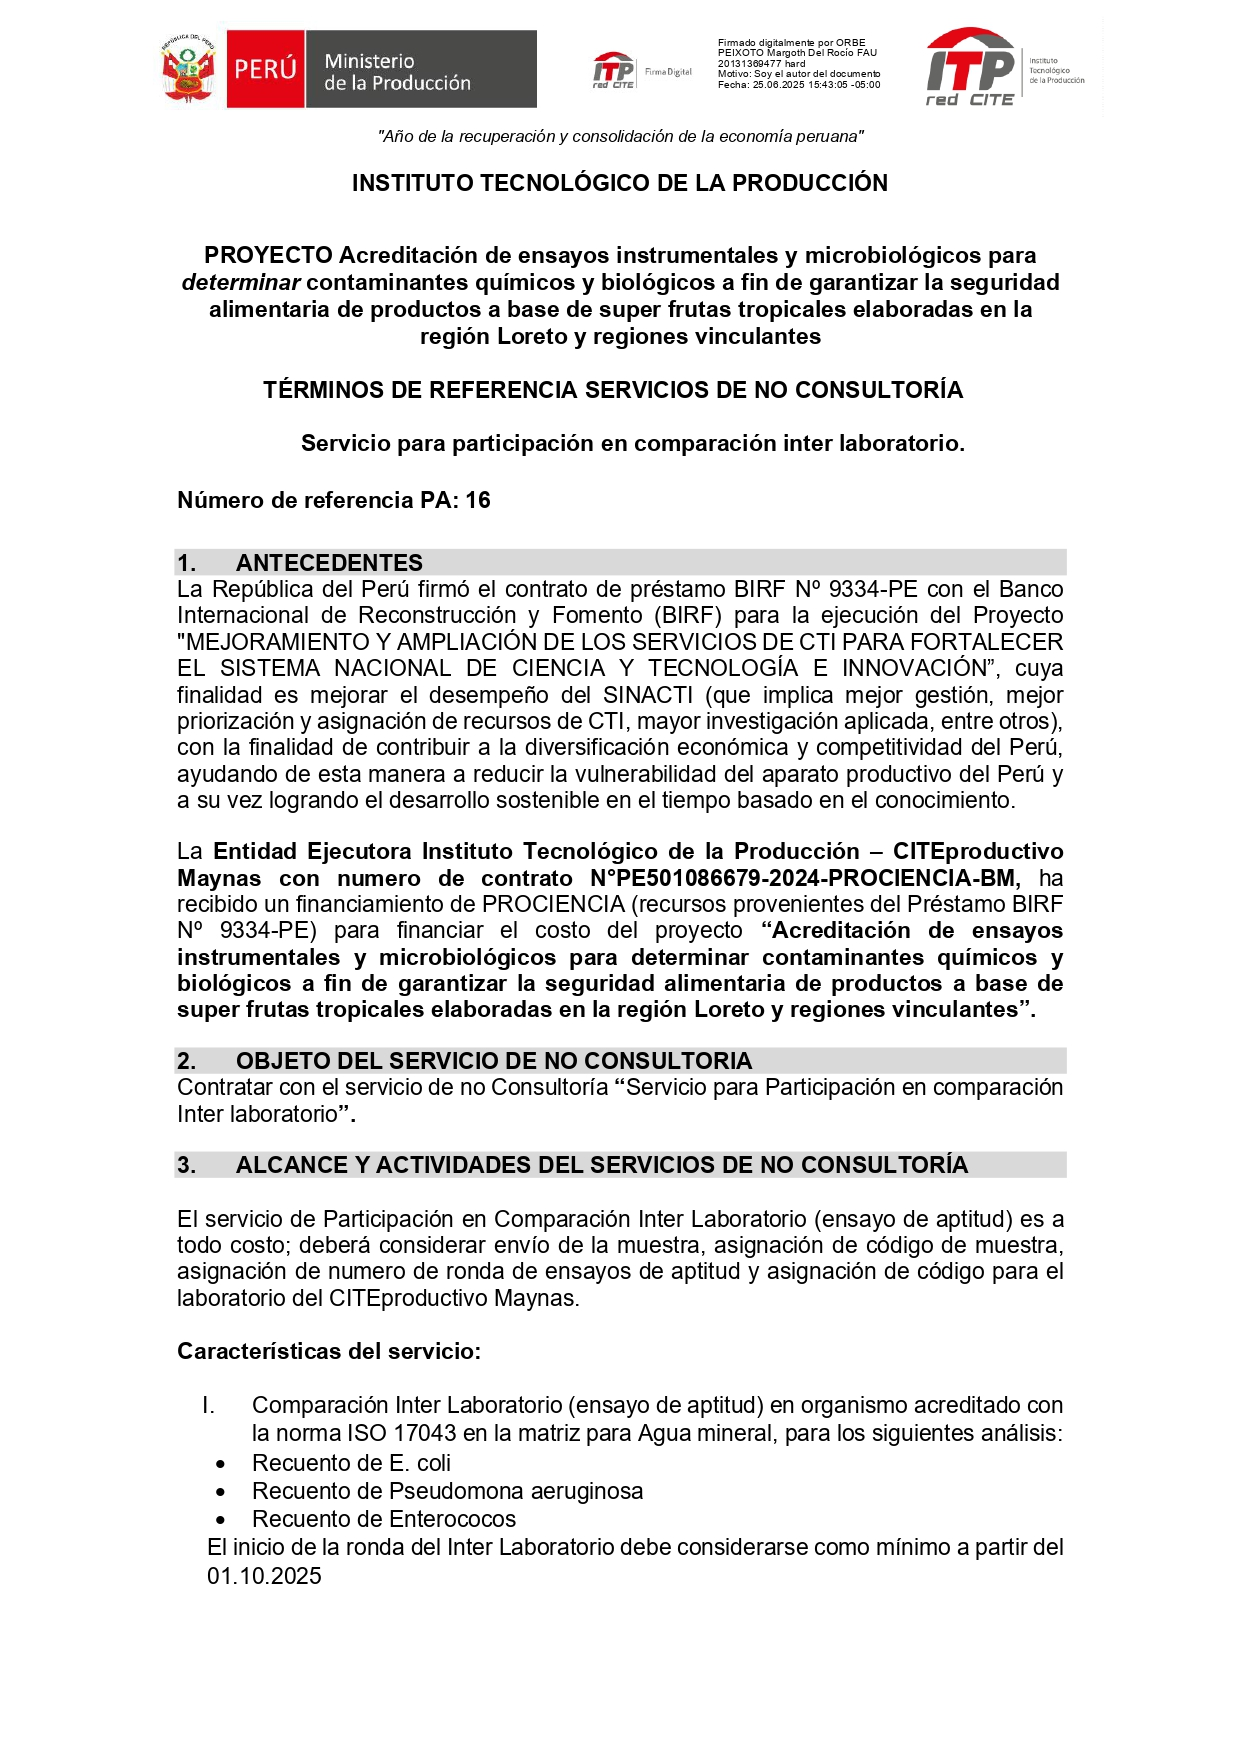 REPÚBLICA DEL PERÚ
PERÚ
Ministerio
de la Producción
ITP
red CITE
Firma Digital
Firmado digitalmente por ORBE
PEIXOTO Margoth Del Rocío FAU
20131369477 hard
Motivo: Soy el autor del documento
Fecha: 25.06.2025 15:43:05 -05:00
ITP
red CITE
Instituto
Tecnológico
de la Producción
"Año de la recuperación y consolidación de la economía peruana"
INSTITUTO TECNOLÓGICO DE LA PRODUCCIÓN
PROYECTO Acreditación de ensayos instrumentales y microbiológicos para
determinar contaminantes químicos y biológicos a fin de garantizar la seguridad
alimentaria de productos a base de super frutas tropicales elaboradas en la
región Loreto y regiones vinculantes
TÉRMINOS DE REFERENCIA SERVICIOS DE NO CONSULTORÍA
Servicio para participación en comparación inter laboratorio.
Número de referencia PA: 16
1. ANTECEDENTES
La República del Perú firmó el contrato de préstamo BIRF Nº 9334-PE con el Banco
Internacional de Reconstrucción y Fomento (BIRF) para la ejecución del Proyecto
"MEJORAMIENTO Y AMPLIACIÓN DE LOS SERVICIOS DE CTI PARA FORTALECER
EL SISTEMA NACIONAL DE CIENCIA Y TECNOLOGÍA E INNOVACIÓN”, cuya
finalidad es mejorar el desempeño del SINACTI (que implica mejor gestión, mejor
priorización y asignación de recursos de CTI, mayor investigación aplicada, entre otros),
con la finalidad de contribuir a la diversificación económica y competitividad del Perú,
ayudando de esta manera a reducir la vulnerabilidad del aparato productivo del Perú y
a su vez logrando el desarrollo sostenible en el tiempo basado en el conocimiento.
La Entidad Ejecutora Instituto Tecnológico de la Producción – CITEproductivo
Maynas con numero de contrato N°PE501086679-2024-PROCIENCIA-BM, ha
recibido un financiamiento de PROCIENCIA (recursos provenientes del Préstamo BIRF
Nº 9334-PE) para financiar el costo del proyecto “Acreditación de ensayos
instrumentales y microbiológicos para determinar contaminantes químicos y
biológicos a fin de garantizar la seguridad alimentaria de productos a base de
super frutas tropicales elaboradas en la región Loreto y regiones vinculantes”.
2. OBJETO DEL SERVICIO DE NO CONSULTORIA
Contratar con el servicio de no Consultoría “Servicio para Participación en comparación
Inter laboratorio”.
3. ALCANCE Y ACTIVIDADES DEL SERVICIOS DE NO CONSULTORÍA
El servicio de Participación en Comparación Inter Laboratorio (ensayo de aptitud) es a
todo costo; deberá considerar envío de la muestra, asignación de código de muestra,
asignación de numero de ronda de ensayos de aptitud y asignación de código para el
laboratorio del CITEproductivo Maynas.
Características del servicio:
I. Comparación Inter Laboratorio (ensayo de aptitud) en organismo acreditado con
la norma ISO 17043 en la matriz para Agua mineral, para los siguientes análisis:
• Recuento de E. coli
• Recuento de Pseudomona aeruginosa
• Recuento de Enterococos
El inicio de la ronda del Inter Laboratorio debe considerarse como mínimo a partir del
01.10.2025